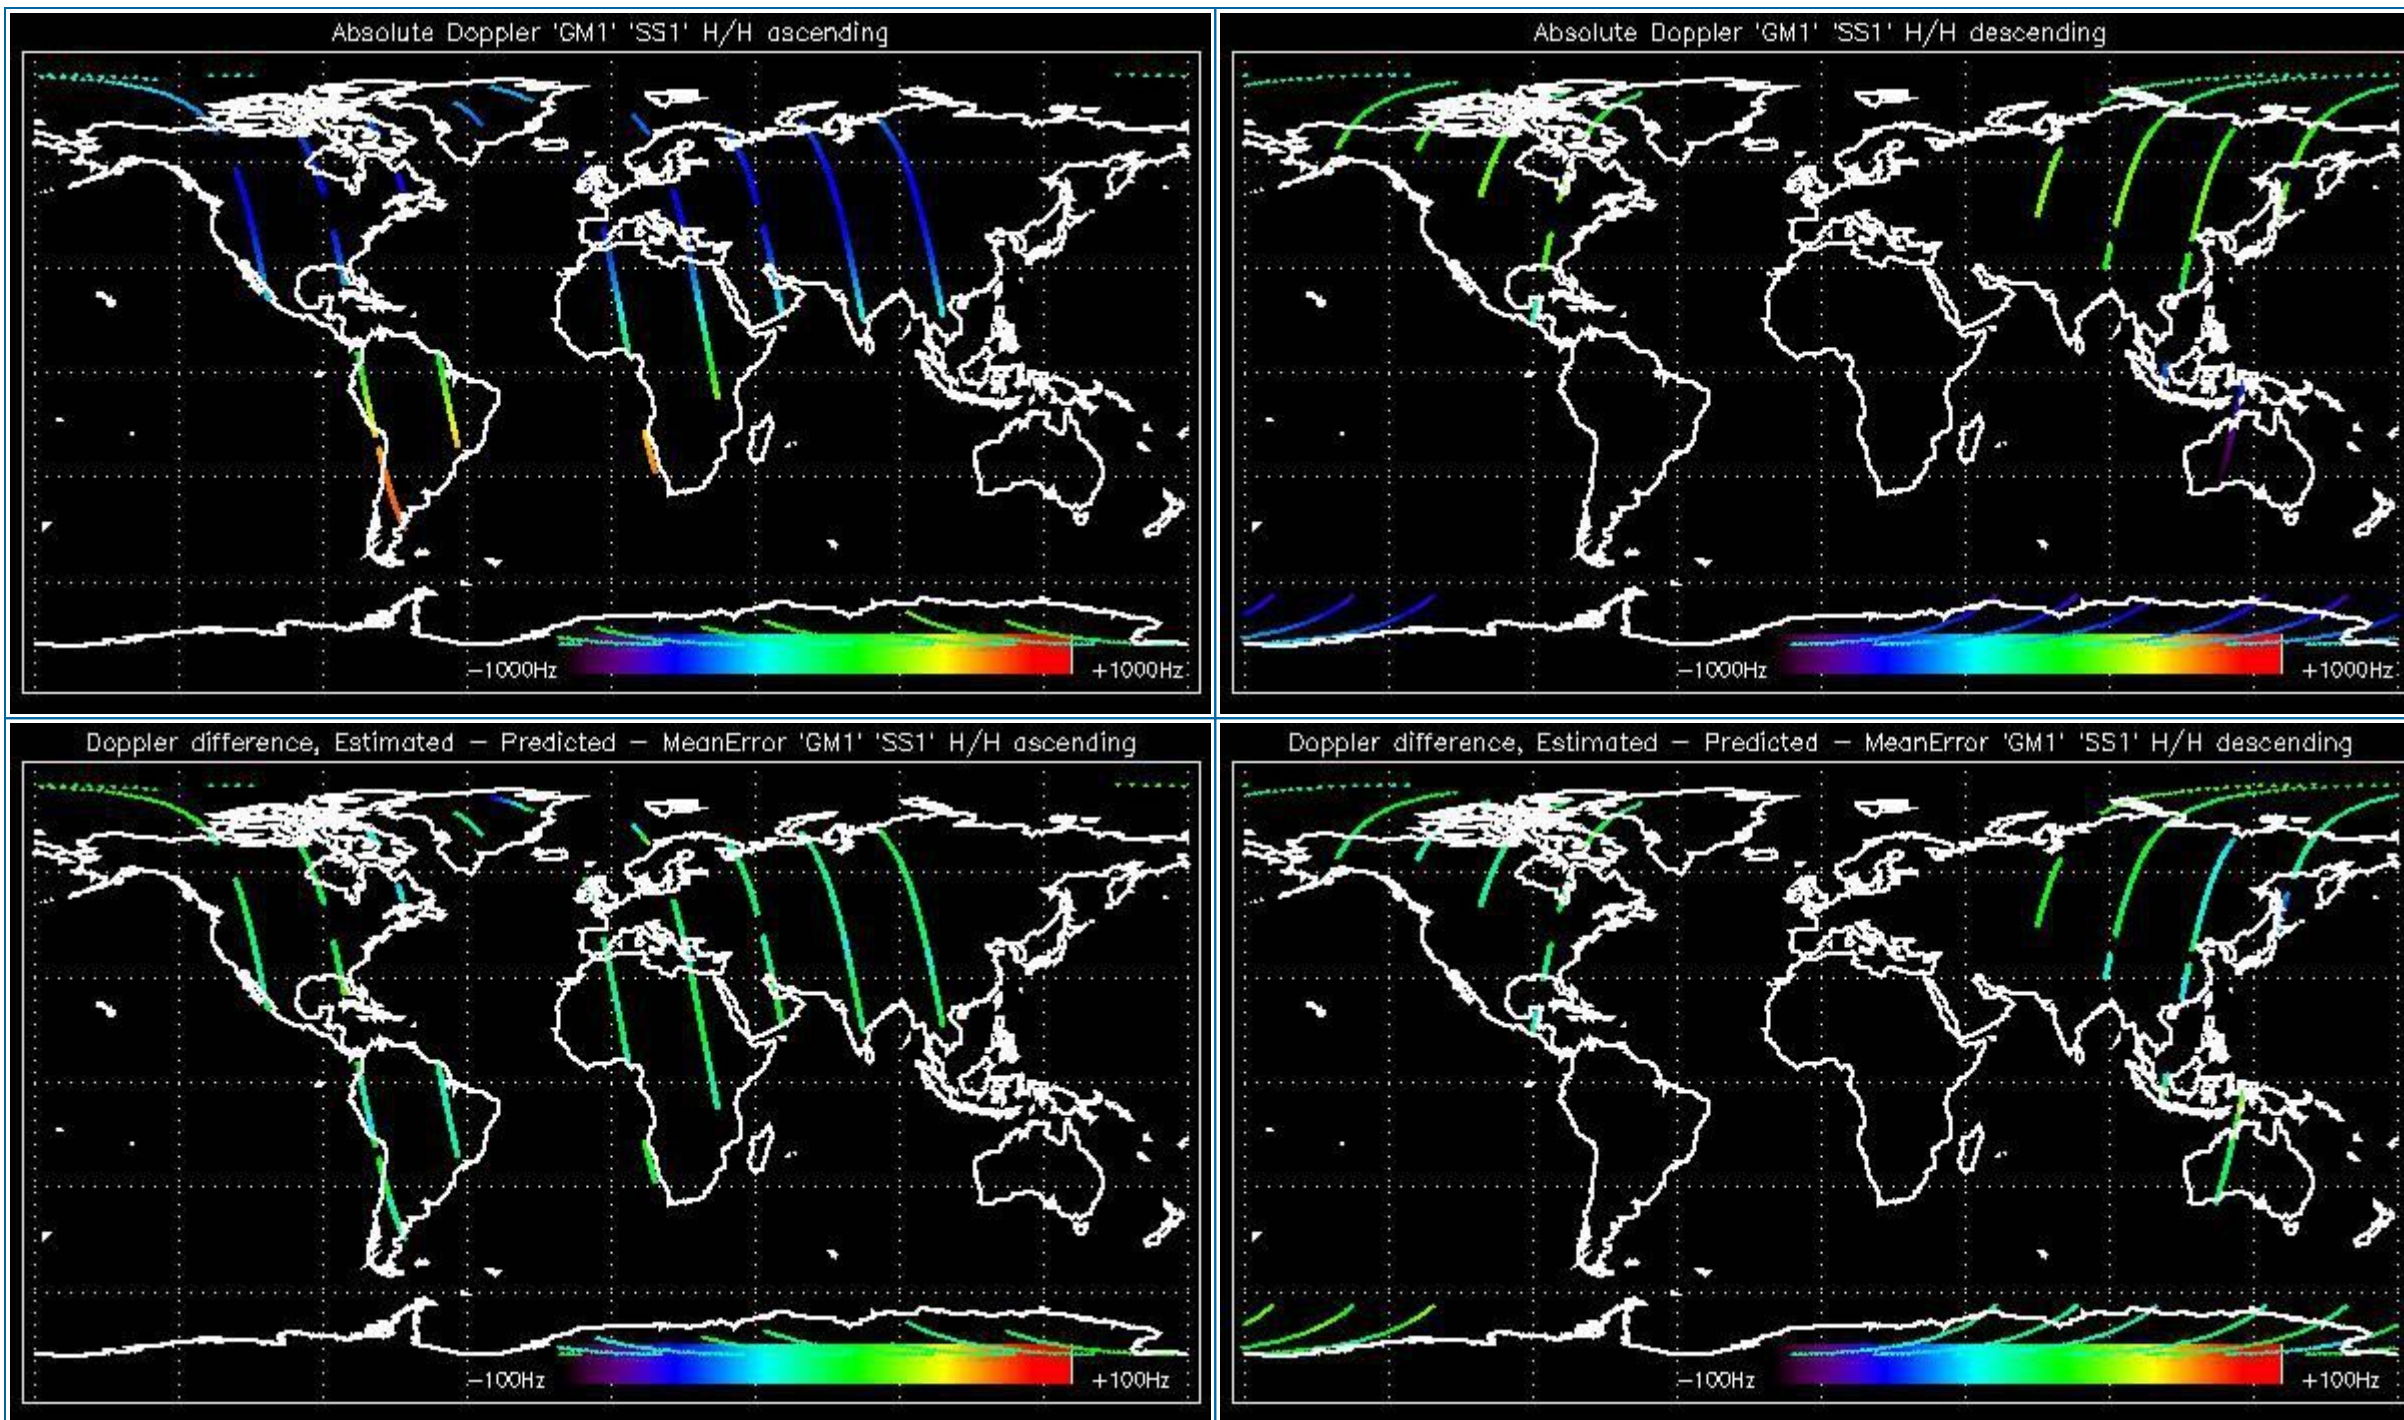 Absolute Doppler 'GM1' 'SS1' H/H ascending
−1000Hz
+1000Hz
Absolute Doppler 'GM1' 'SS1' H/H descending
−1000Hz
+1000Hz
Doppler difference, Estimated − Predicted − MeanError 'GM1' 'SS1' H/H ascending
−100Hz
+100Hz
Doppler difference, Estimated − Predicted − MeanError 'GM1' 'SS1' H/H descending
−100Hz
+100Hz